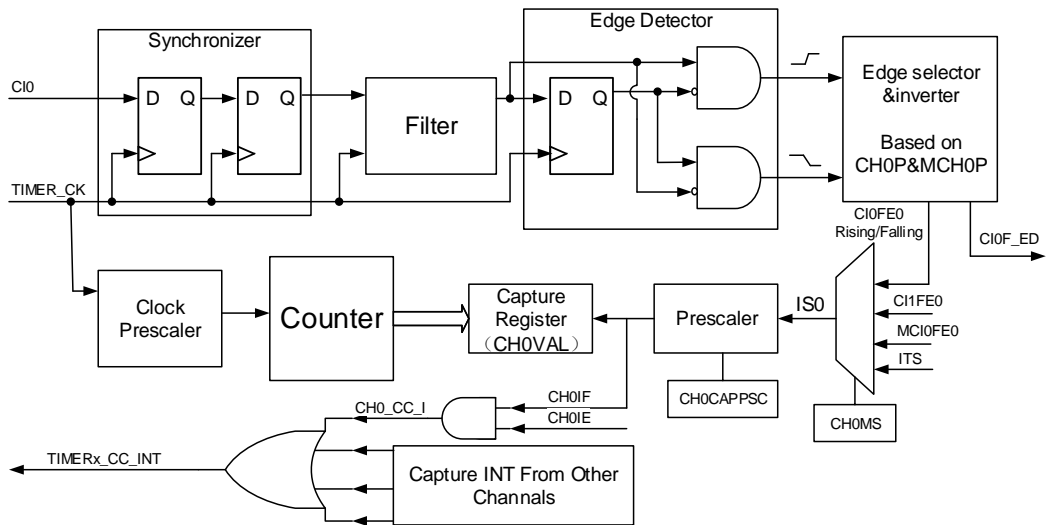 Edge Detector
Synchronizer
CI0
D Q
D Q
Filter
D Q
Edge selector
&inverter
Based on
CH0P&MCH0P
TIMER_CK
CI0FE0
Rising/Falling
CI0F_ED
Clock
Prescaler
Counter
Capture
Register
（CH0VAL）
Prescaler
IS0
CI1FE0
MCI0FE0
ITS
CH0CAPPSC
CH0MS
CH0_CC_I
CH0IF
CH0IE
TIMERx_CC_INT
Capture INT From Other
Channels